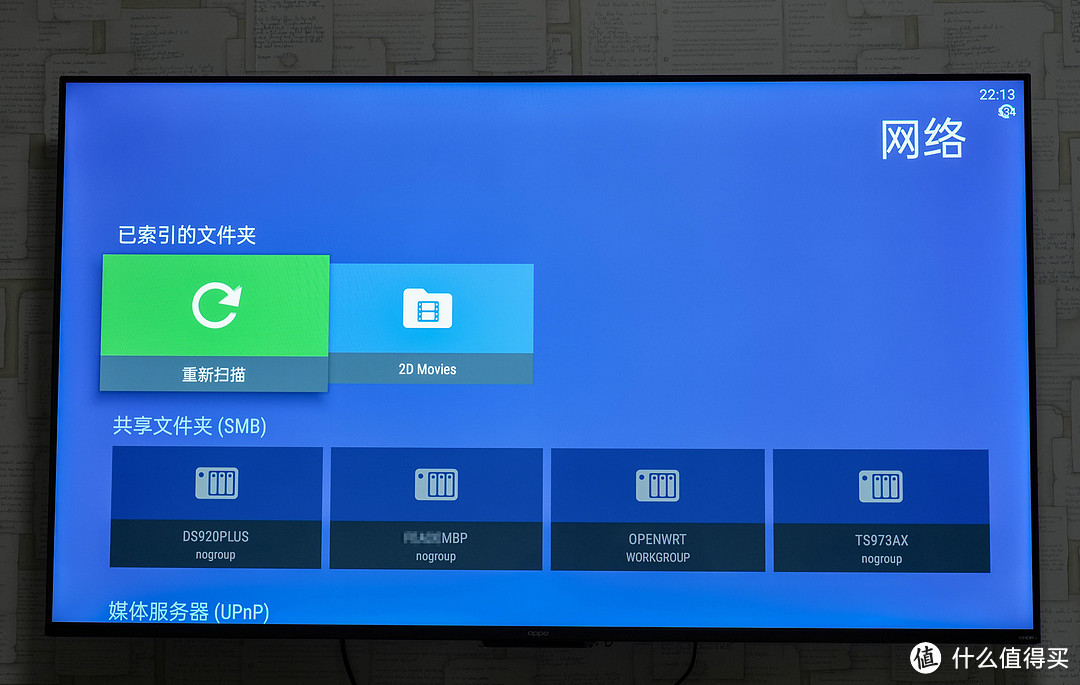 22:13
网络
已索引的文件夹
重新扫描
2D Movies
共享文件夹 (SMB)
DS920PLUS
nogroup
MBP
nogroup
OPENWRT
WORKGROUP
TS973AX
nogroup
媒体服务器 (UPnP)
oppo
值 什么值得买